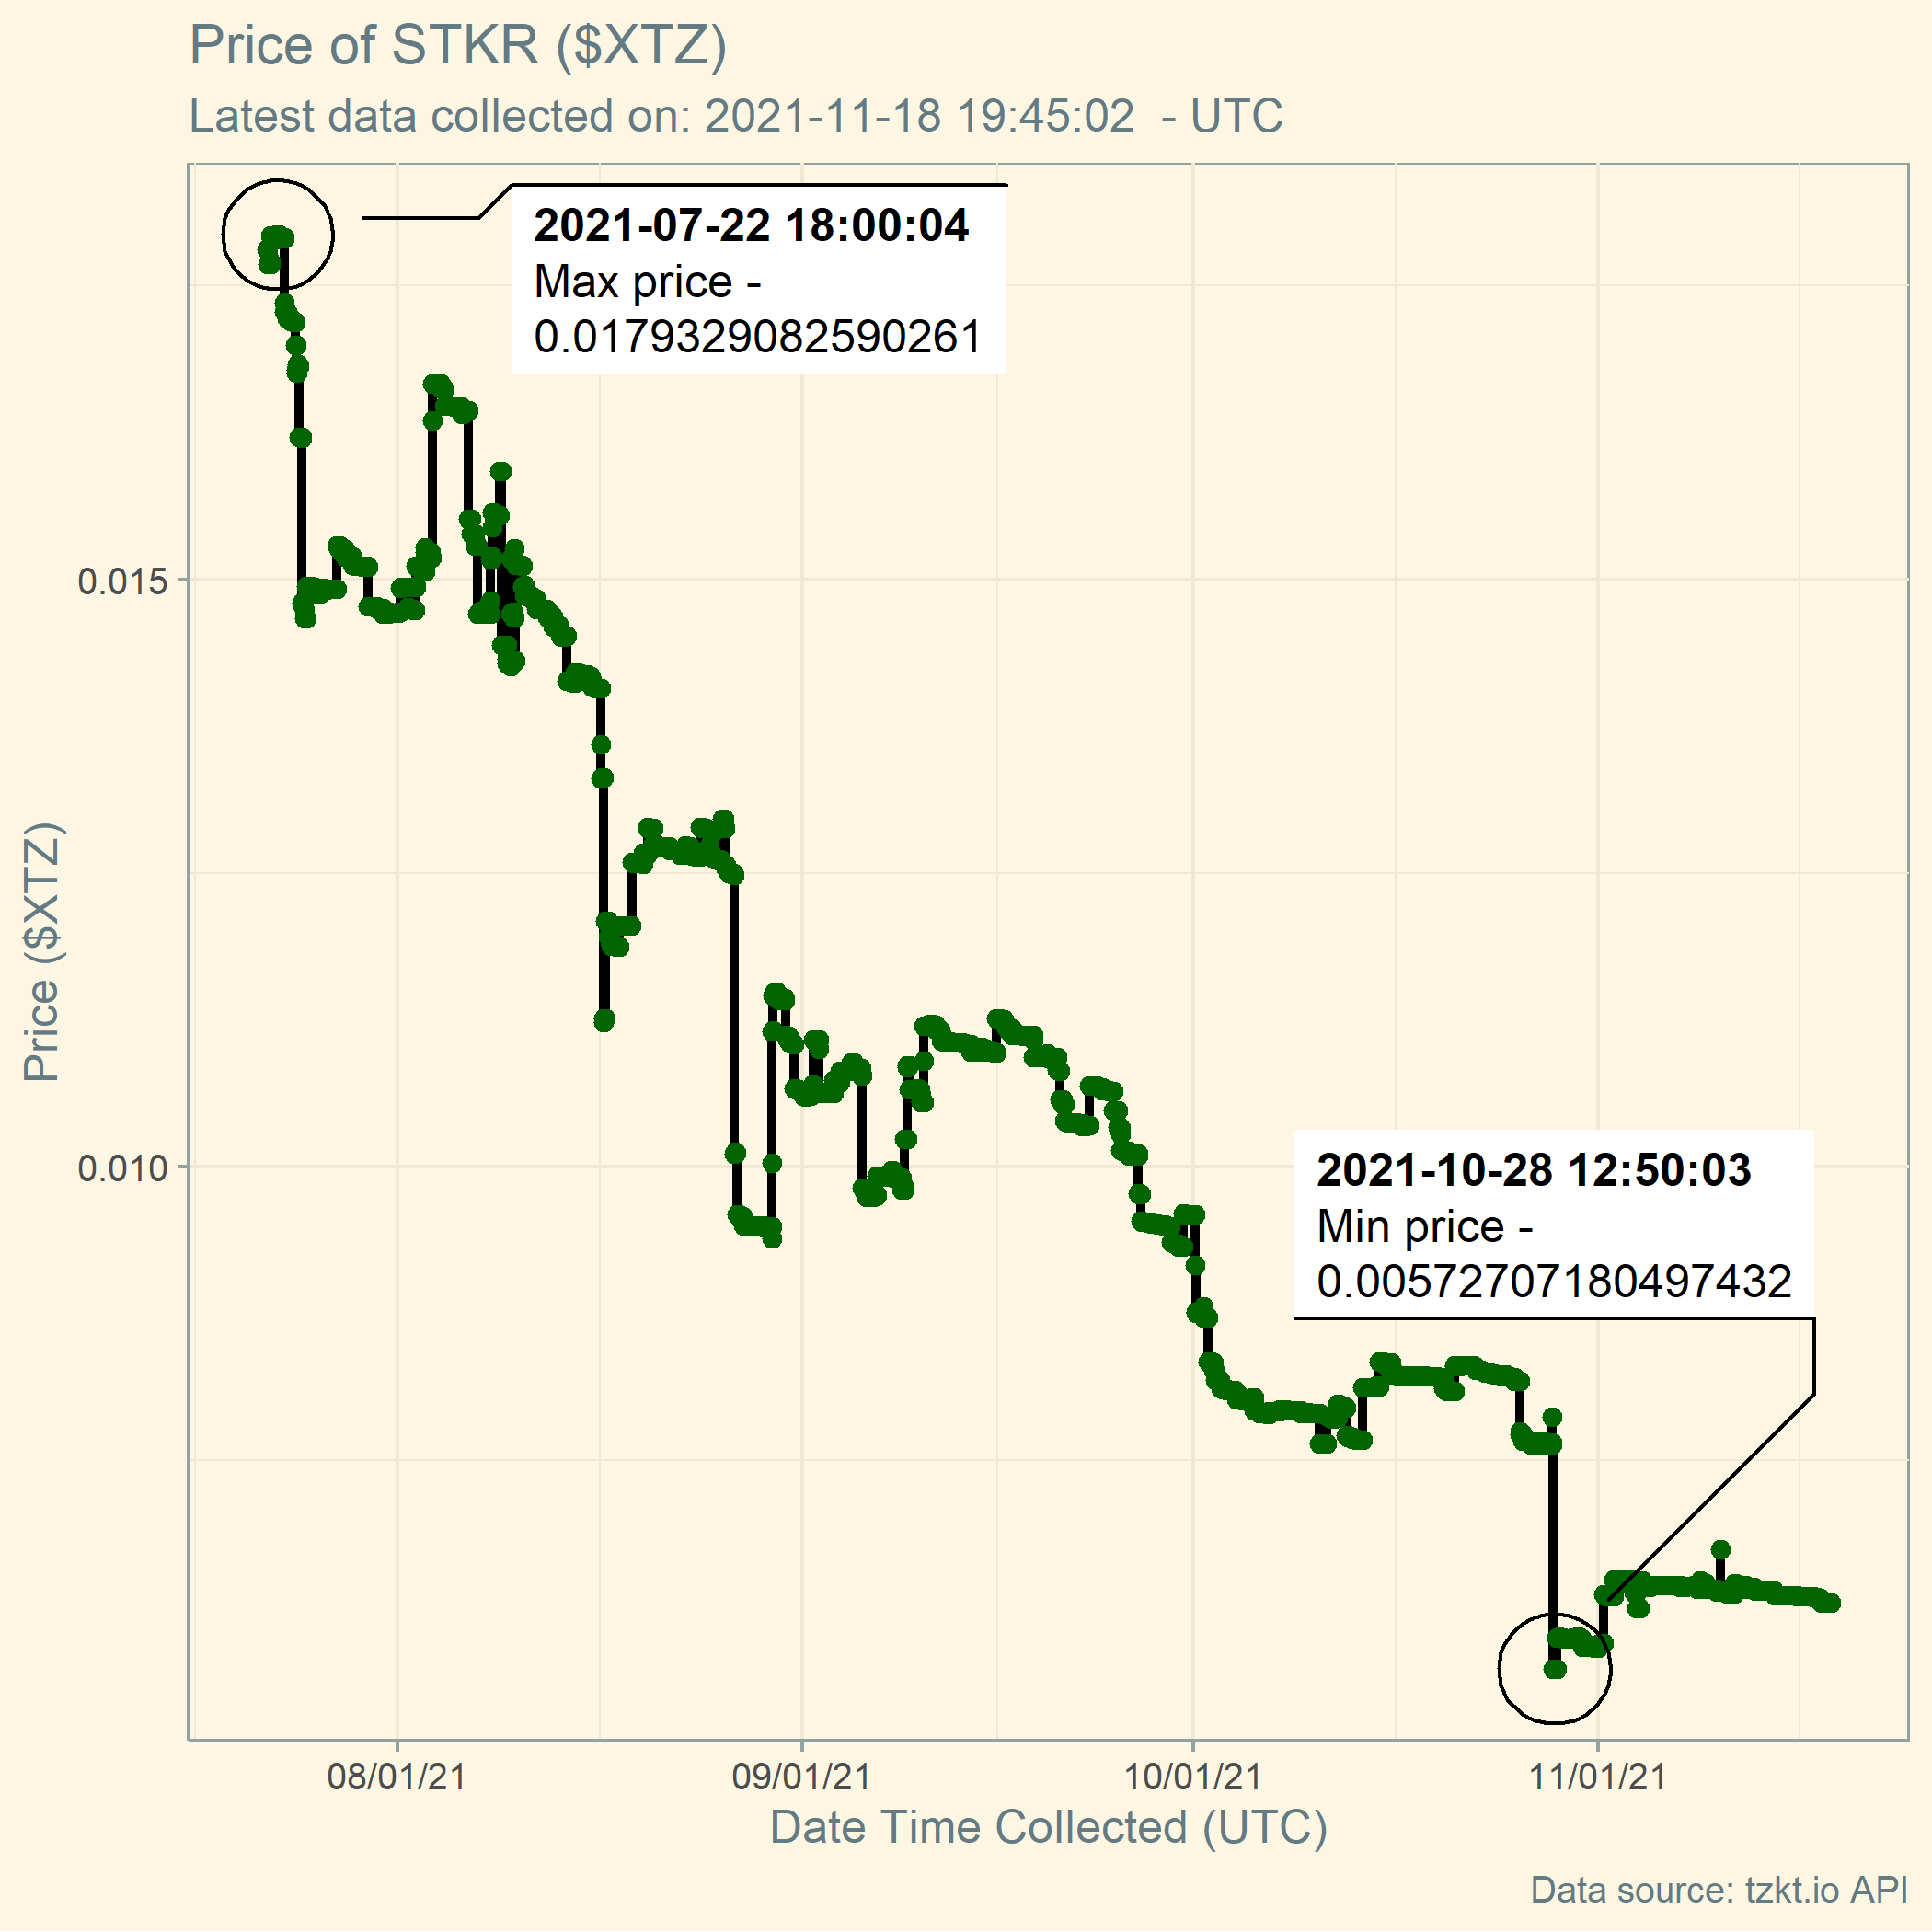 Price of STKR ($XTZ)
Latest data collected on: 2021-11-18 19:45:02  - UTC
2021-07-22 18:00:04
Max price -
0.0179329082590261
0.015
Price ($XTZ)
0.010
2021-10-28 12:50:03
Min price -
0.00572707180497432
08/01/21
09/01/21
10/01/21
11/01/21
Date Time Collected (UTC)
Data source: tzkt.io API